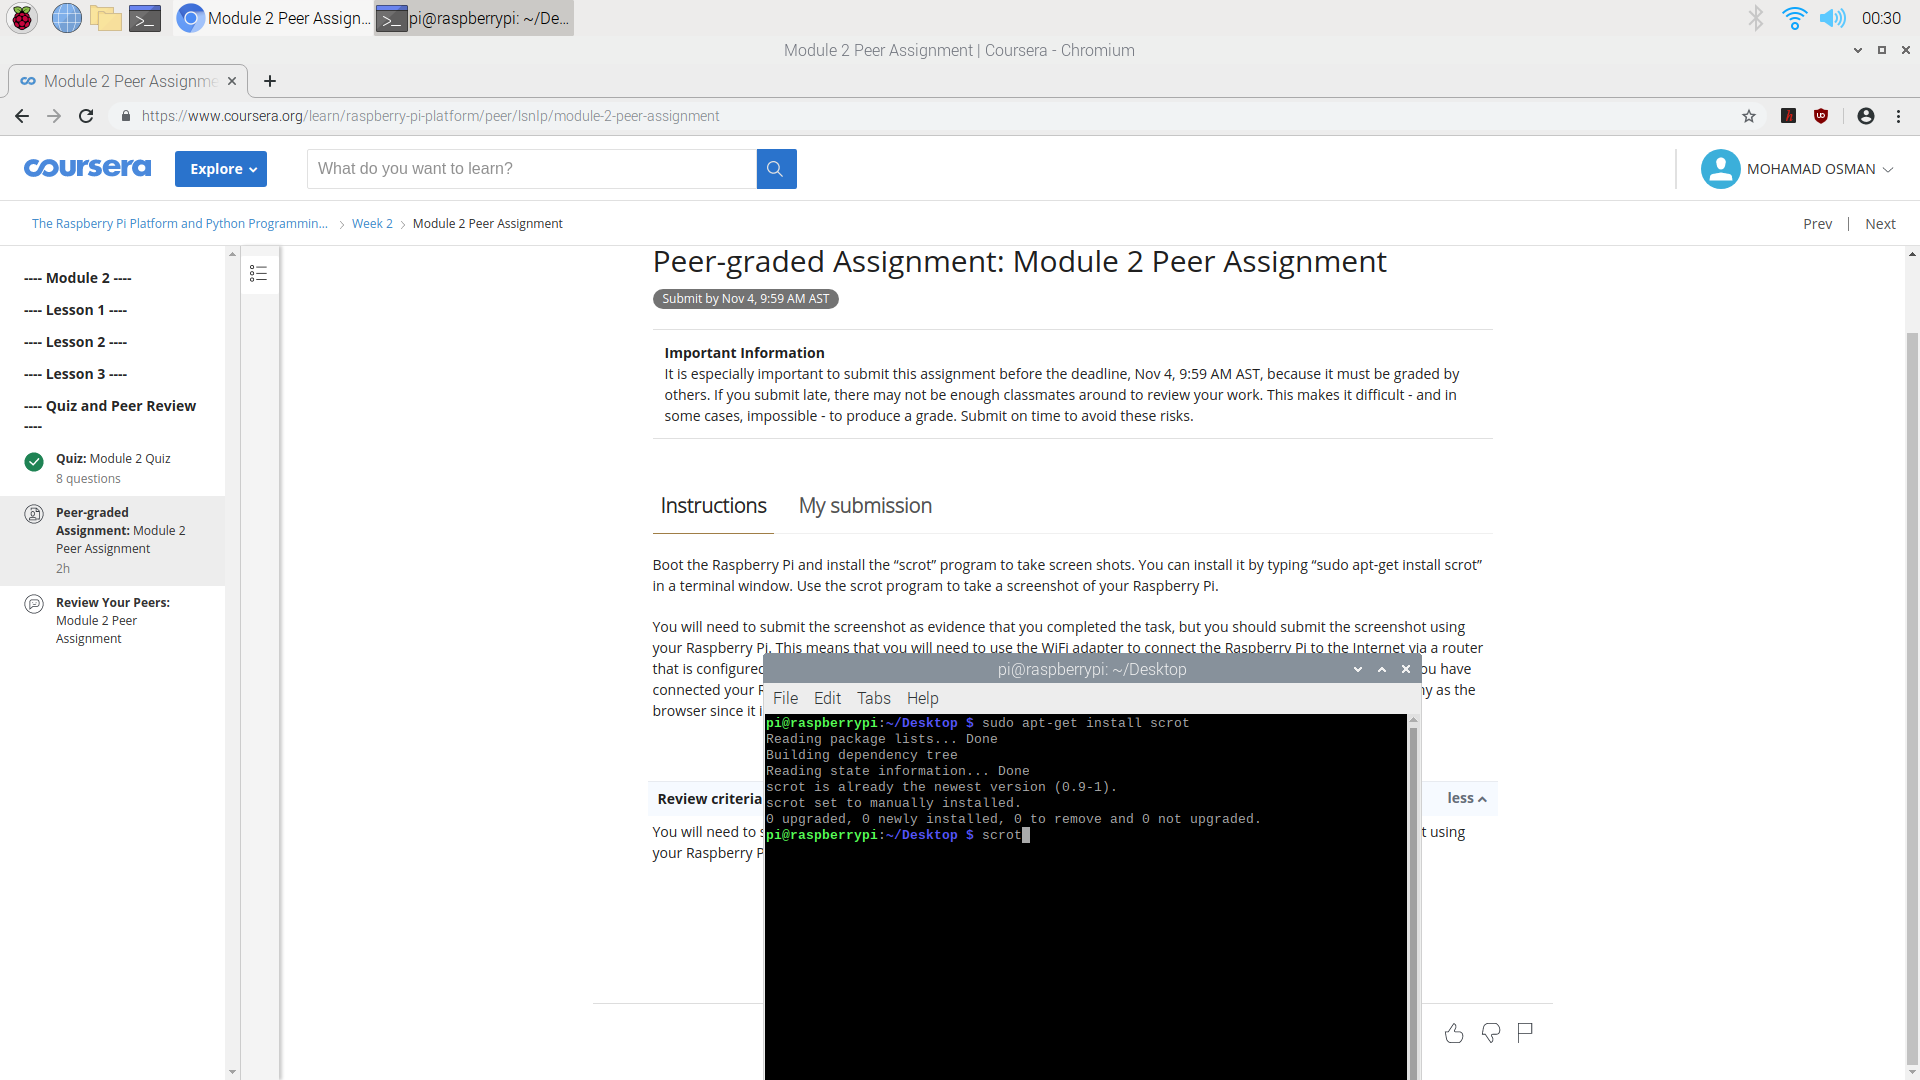 Module 2 Peer Assign...
pi@raspberrypi: ~/De...
00:30
Module 2 Peer Assignment | Coursera - Chromium
Module 2 Peer Assignme
https://www.coursera.org/learn/raspberry-pi-platform/peer/lsnlp/module-2-peer-assignment
coursera
Explore
What do you want to learn?
MOHAMAD OSMAN
The Raspberry Pi Platform and Python Programmin... > Week 2 > Module 2 Peer Assignment
Prev | Next
---- Module 2 ----
---- Lesson 1 ----
---- Lesson 2 ----
---- Lesson 3 ----
---- Quiz and Peer Review
----
Quiz: Module 2 Quiz
8 questions
Peer-graded
Assignment: Module 2
Peer Assignment
2h
Review Your Peers:
Module 2 Peer
Assignment
Peer-graded Assignment: Module 2 Peer Assignment
Submit by Nov 4, 9:59 AM AST
Important Information
It is especially important to submit this assignment before the deadline, Nov 4, 9:59 AM AST, because it must be graded by
others. If you submit late, there may not be enough classmates around to review your work. This makes it difficult - and in
some cases, impossible - to produce a grade. Submit on time to avoid these risks.
Instructions
My submission
Boot the Raspberry Pi and install the “scrot” program to take screen shots. You can install it by typing “sudo apt-get install scrot”
in a terminal window. Use the scrot program to take a screenshot of your Raspberry Pi.
You will need to submit the screenshot as evidence that you completed the task, but you should submit the screenshot using
your Raspberry Pi. This means that you will need to use the WiFi adapter to connect the Raspberry Pi to the Internet via a router
that is configured
ou have
connected your
y as the
browser since it i
Review criteria
less
You will need to
t using
your Raspberry
pi@raspberrypi: ~/Desktop
File Edit Tabs Help
pi@raspberrypi:~/Desktop $ sudo apt-get install scrot
Reading package lists... Done
Building dependency tree
Reading state information... Done
scrot is already the newest version (0.9-1).
scrot set to manually installed.
0 upgraded, 0 newly installed, 0 to remove and 0 not upgraded.
pi@raspberrypi:~/Desktop $ scrot